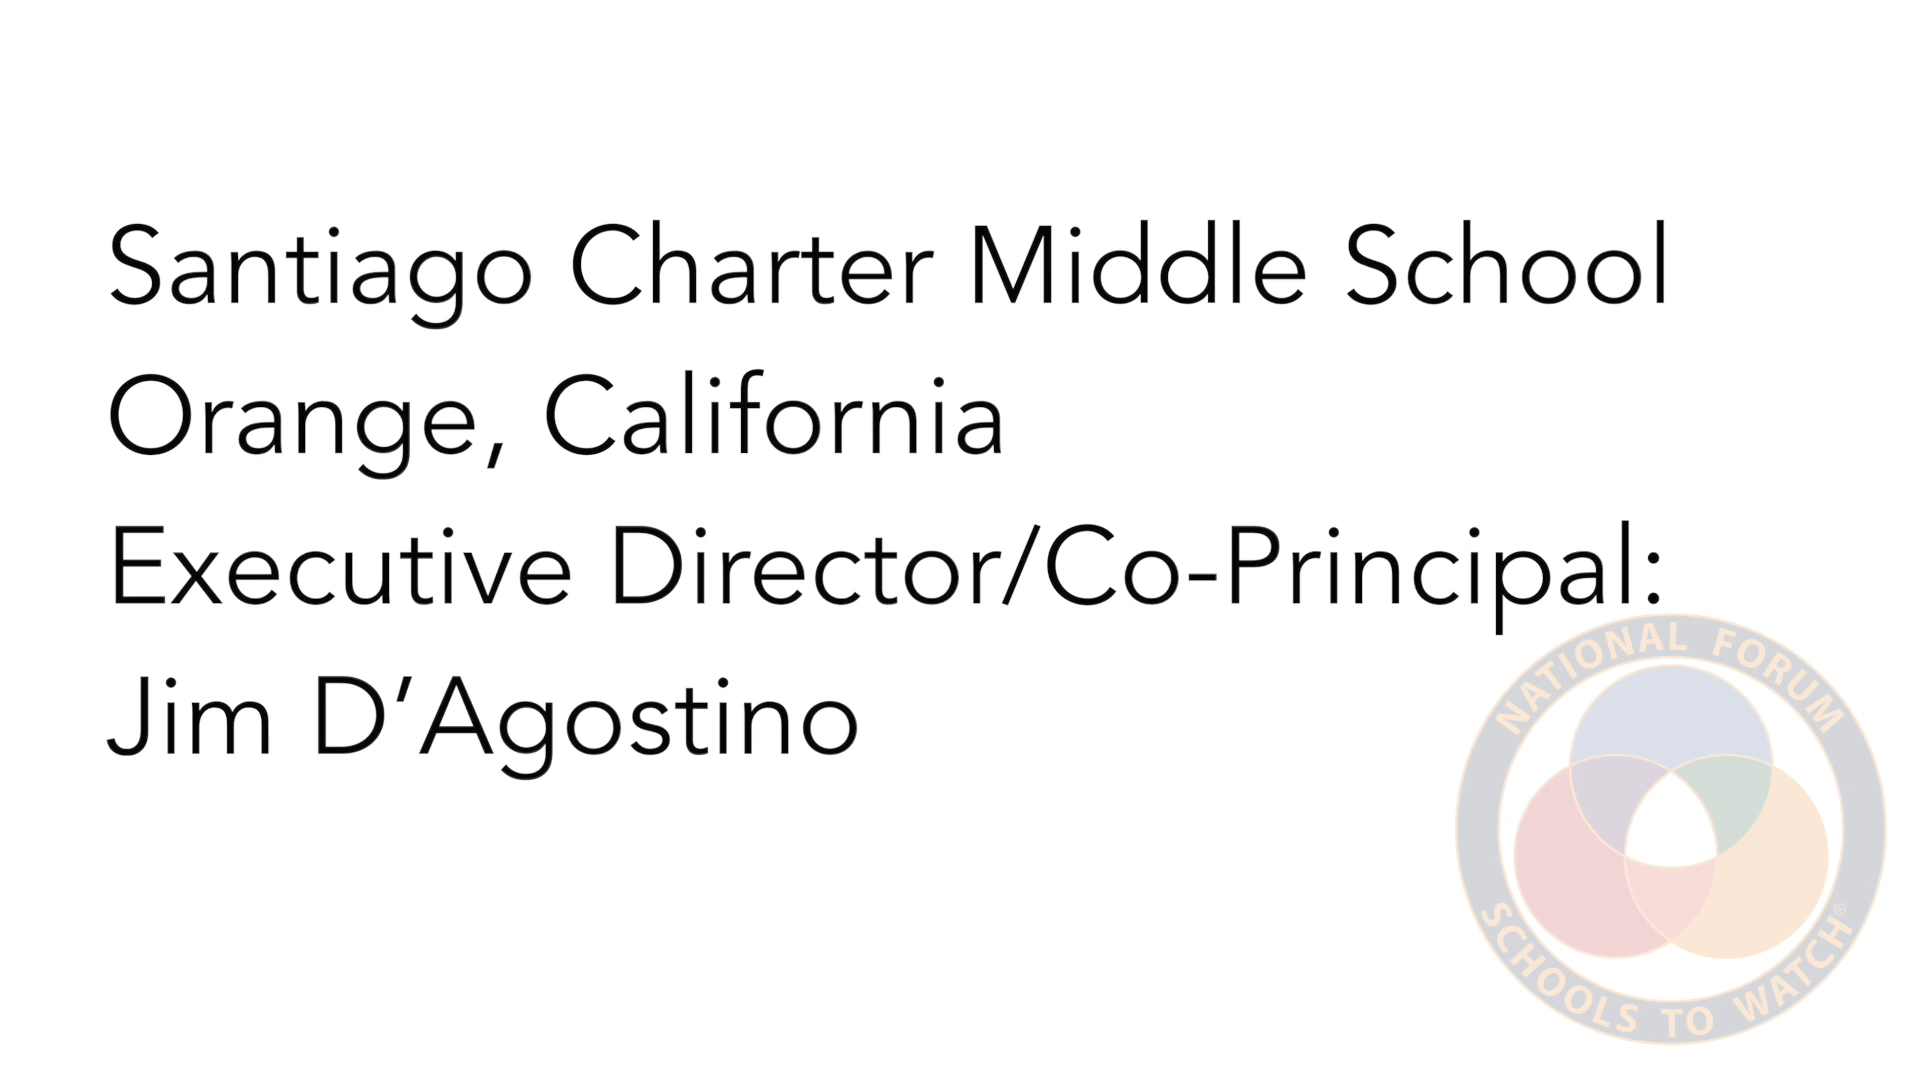 Santiago Charter Middle School
Orange, California
Executive Director/Co-Principal:
Jim D’Agostino
NATIONAL FORUM
SCHOOLS TO WATCH®